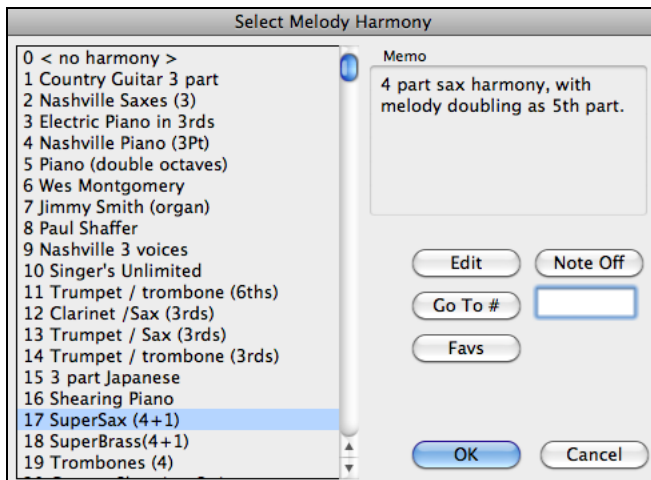 Select Melody Harmony
0 < no harmony >
1 Country Guitar 3 part
2 Nashville Saxes (3)
3 Electric Piano in 3rds
4 Nashville Piano (3Pt)
5 Piano (double octaves)
6 Wes Montgomery
7 Jimmy Smith (organ)
8 Paul Shaffer
9 Nashville 3 voices
10 Singer's Unlimited
11 Trumpet / trombone (6ths)
12 Clarinet /Sax (3rds)
13 Trumpet / Sax (3rds)
14 Trumpet / trombone (3rds)
15 3 part Japanese
16 Shearing Piano
17 SuperSax (4+1)
18 SuperBrass(4+1)
19 Trombones (4)
Memo
4 part sax harmony, with
melody doubling as 5th part.
Edit Note Off
Go To #
Favs
OK Cancel